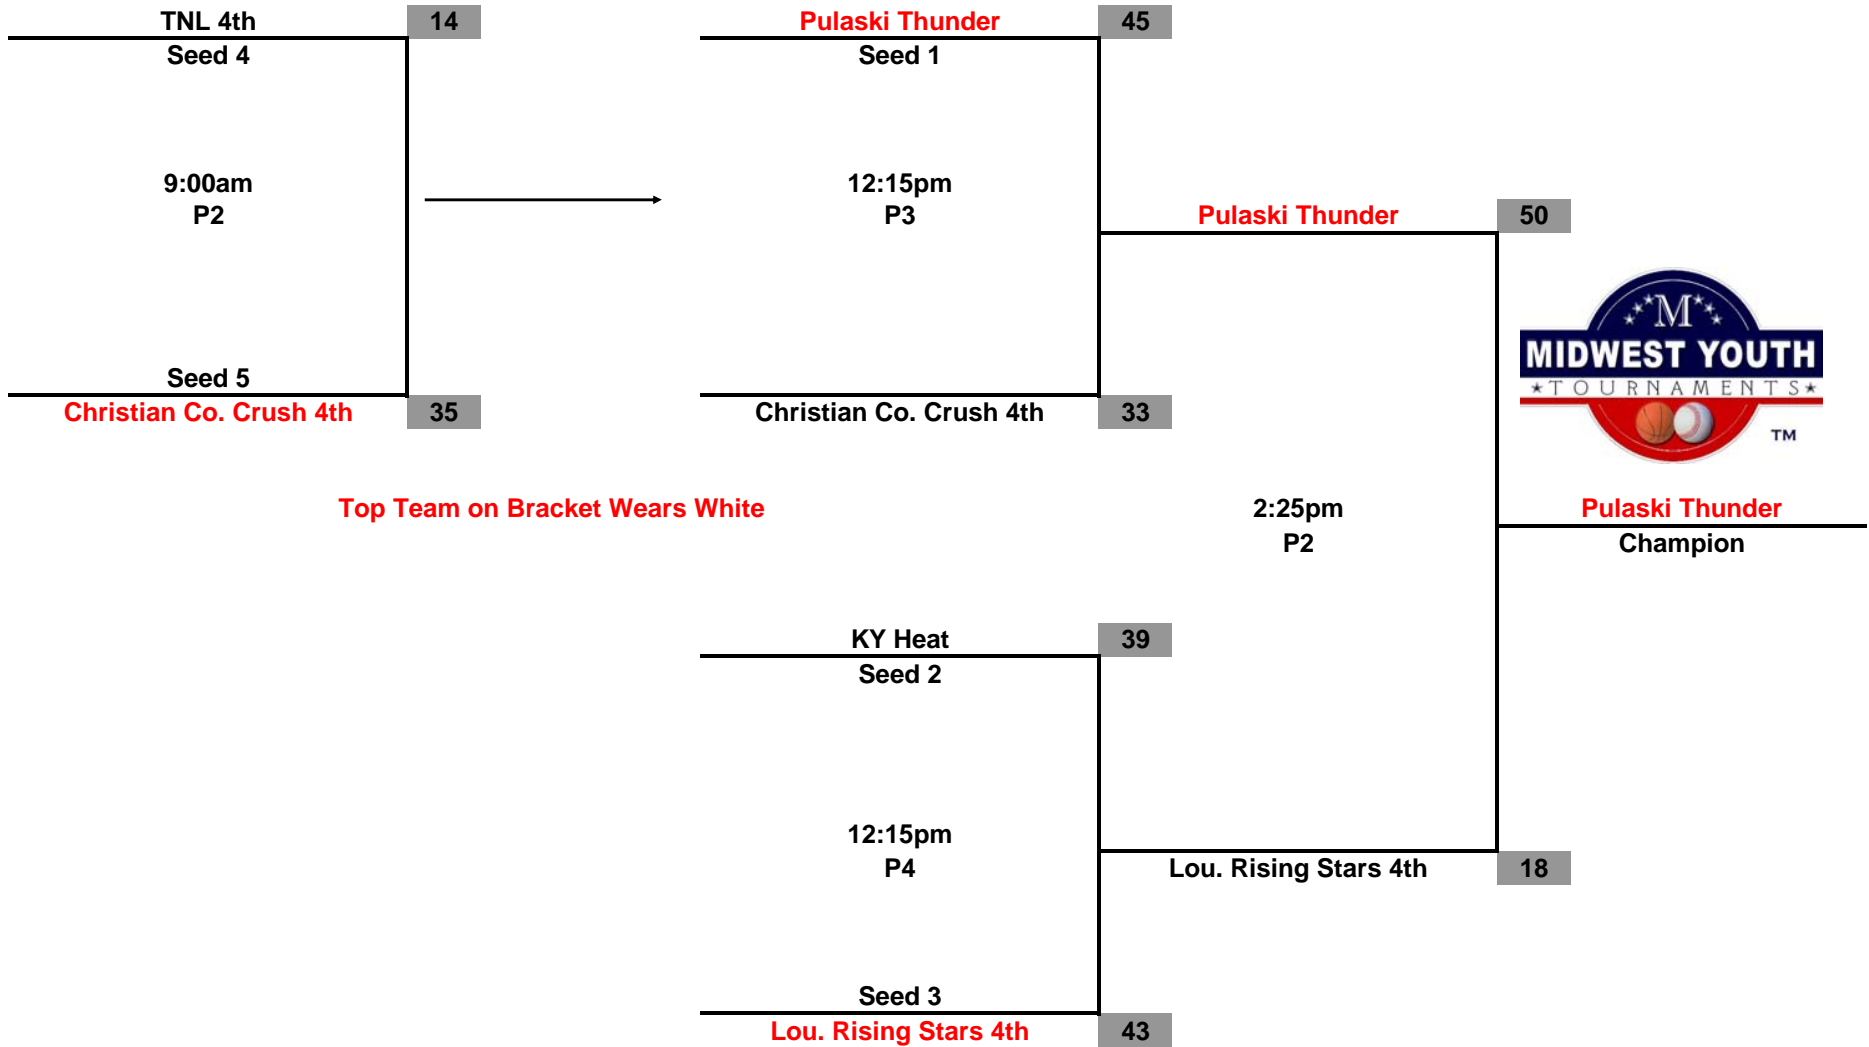 TNL 4th 14
Seed 4
9:00am
P2
Seed 5
Christian Co. Crush 4th 35
Pulaski Thunder 45
Seed 1
12:15pm
P3
Christian Co. Crush 4th 33
Pulaski Thunder 50
M
MIDWEST YOUTH
TOURNAMENTS
TM
Top Team on Bracket Wears White
2:25pm
P2
Pulaski Thunder
Champion
KY Heat 39
Seed 2
12:15pm
P4
Lou. Rising Stars 4th 18
Seed 3
Lou. Rising Stars 4th 43